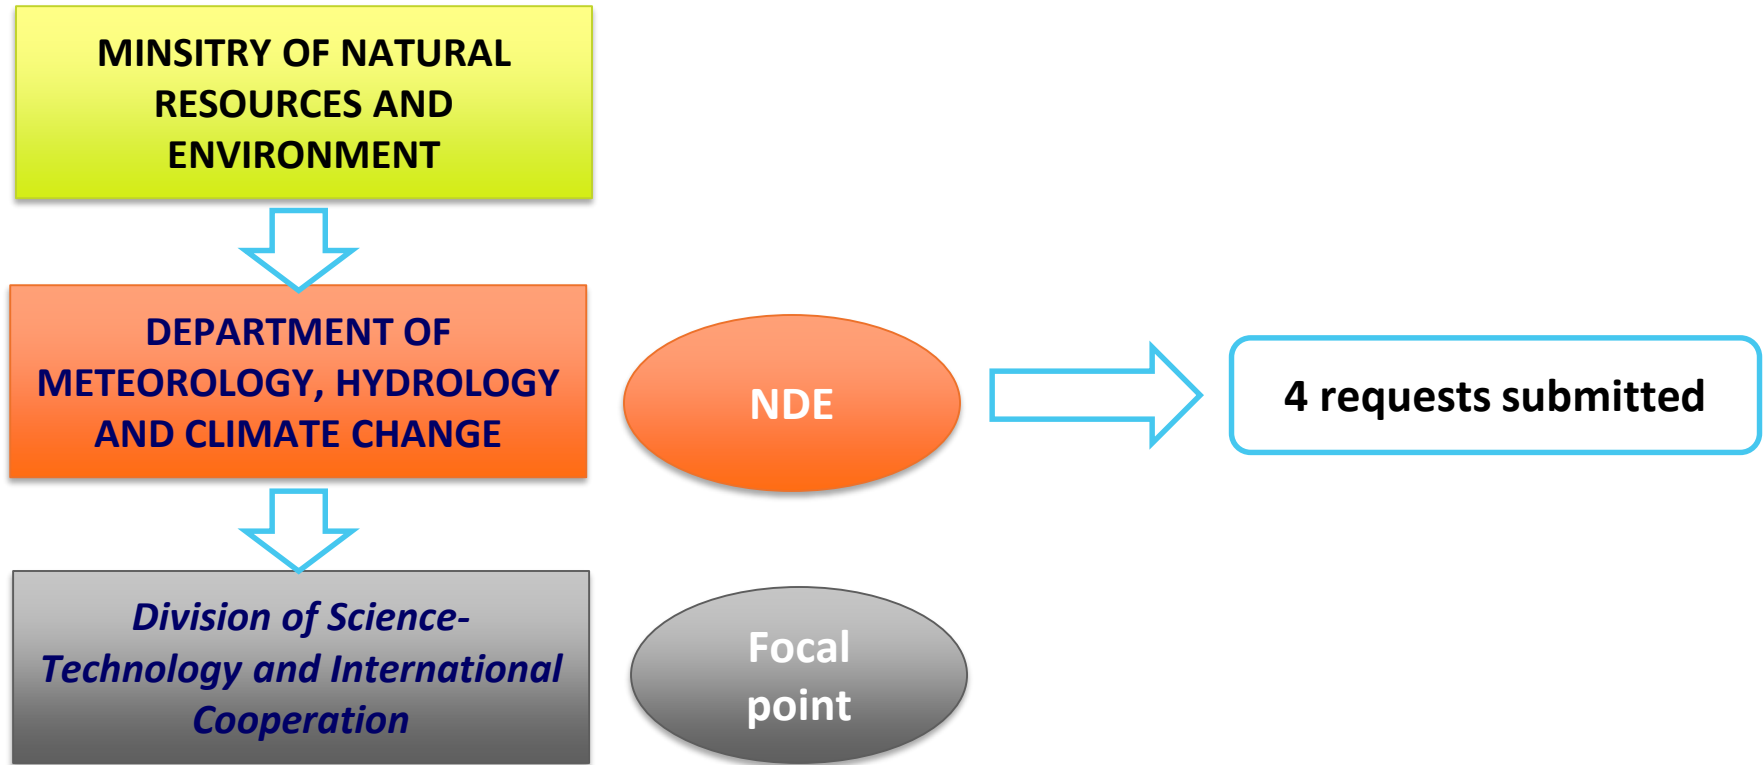 MINSITRY OF NATURAL
RESOURCES AND
ENVIRONMENT
DEPARTMENT OF
METEOROLOGY, HYDROLOGY
AND CLIMATE CHANGE
NDE
4 requests submitted
Division of Science-
Technology and International
Cooperation
Focal
point